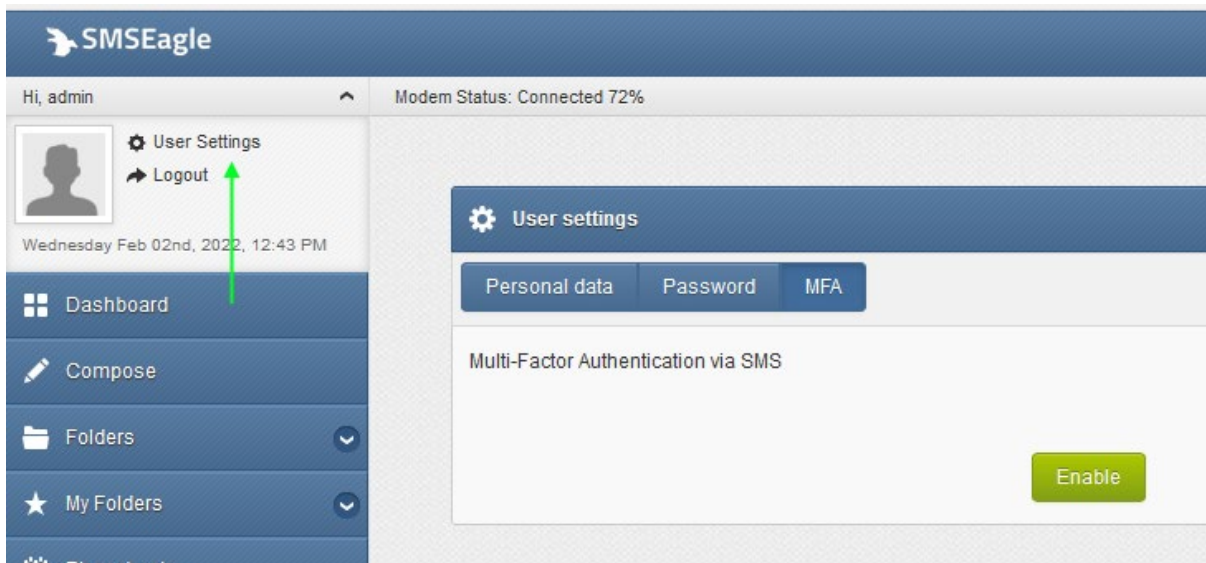 SMSEagle
Hi, admin
Modem Status: Connected 72%
User Settings
Logout
Wednesday Feb 02nd, 2022, 12:43 PM
Dashboard
Compose
Folders
My Folders
User settings
Personal data Password MFA
Multi-Factor Authentication via SMS
Enable